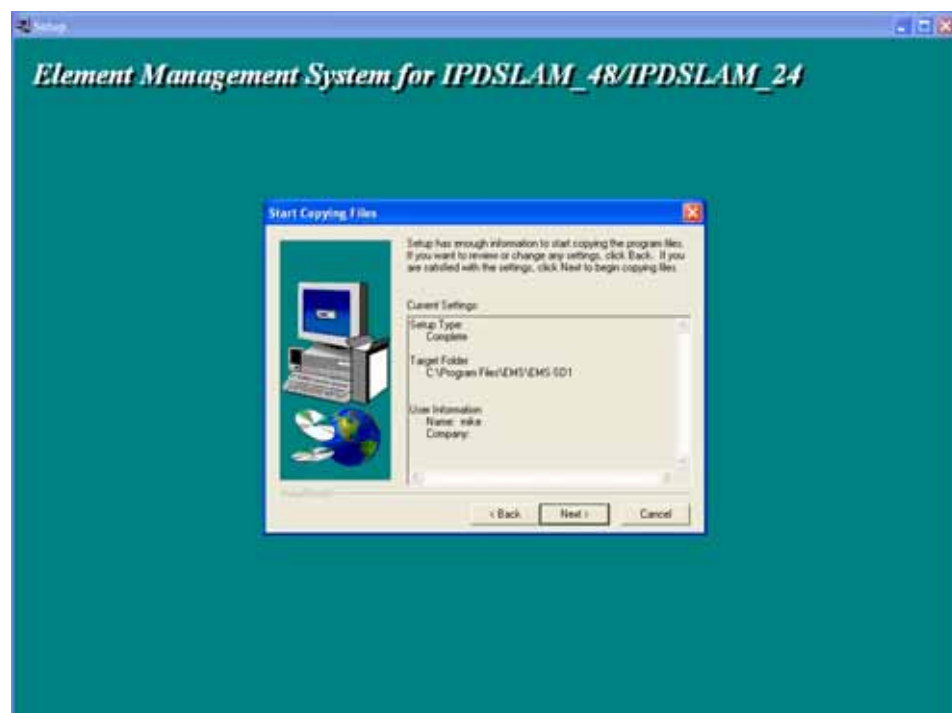 Setup
Element Management System for IPDSLAM_48/IPDSLAM_24
Start Copying Files
Setup has enough information to start copying the program files.
If you want to review or change any settings, click Back. If you
are satisfied with the settings, click Next to begin copying files.
Current Settings:
Setup Type:
Complete
Target Folder
C:\Program Files\EMS\EMS-SD1
User Information
Name: mike
Company:
< Back
Next >
Cancel